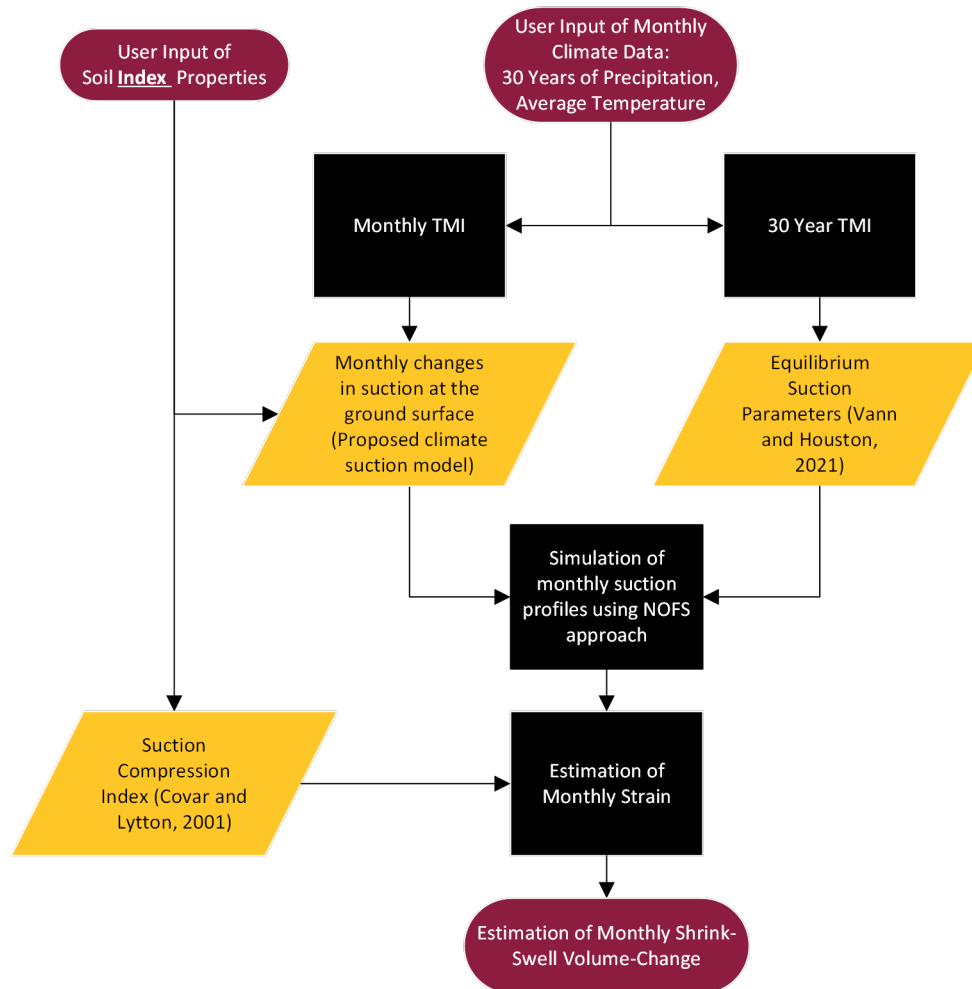 User Input of
Soil Index Properties
User Input of Monthly
Climate Data:
30 Years of Precipitation,
Average Temperature
Monthly TMI
30 Year TMI
Monthly changes
in suction at the
ground surface
(Proposed climate
suction model)
Equilibrium
Suction
Parameters (Vann
and Houston,
2021)
Simulation of
monthly suction
profiles using NOFS
approach
Suction
Compression
Index (Covar and
Lytton, 2001)
Estimation of
Monthly Strain
Estimation of Monthly Shrink-
Swell Volume-Change